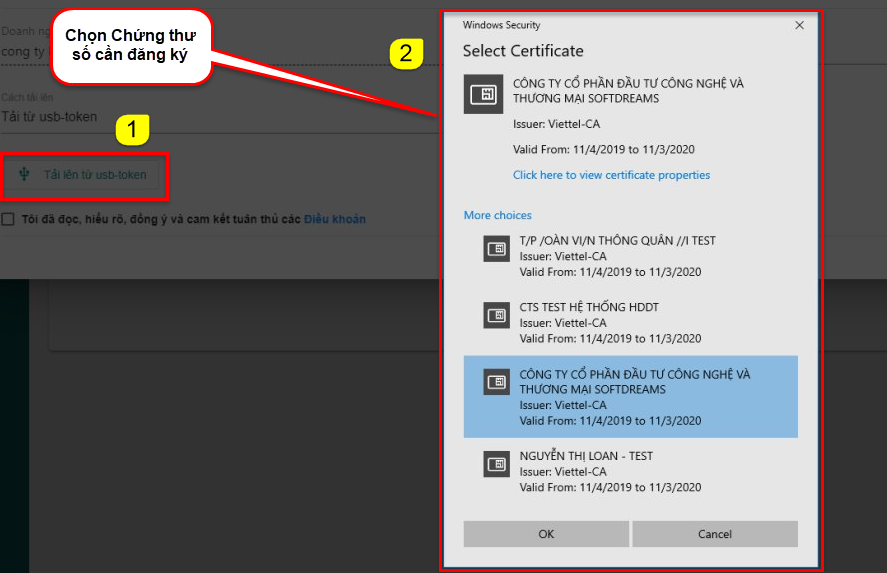 Chọn Chứng thư
số cần đăng ký
Doanh
cong ty
Cách tải lên
Tải từ usb-token
1
Tải lên từ usb-token
Tôi đã đọc, hiểu rõ, đồng ý và cam kết tuân thủ các Điều khoản
2
Windows Security
Select Certificate
CÔNG TY CỔ PHẦN ĐẦU TƯ CÔNG NGHỆ VÀ
THƯƠNG MẠI SOFTDREAMS
Issuer: Viettel-CA
Valid From: 11/4/2019 to 11/3/2020
Click here to view certificate properties
More choices
T/P /OÀN VI/N THÔNG QUÂN //I TEST
Issuer: Viettel-CA
Valid From: 11/4/2019 to 11/3/2020
CTS TEST HỆ THỐNG HDDT
Issuer: Viettel-CA
Valid From: 11/4/2019 to 11/3/2020
CÔNG TY CỔ PHẦN ĐẦU TƯ CÔNG NGHỆ VÀ
THƯƠNG MẠI SOFTDREAMS
Issuer: Viettel-CA
Valid From: 11/4/2019 to 11/3/2020
NGUYỄN THỊ LOAN - TEST
Issuer: Viettel-CA
Valid From: 11/4/2019 to 11/3/2020
OK
Cancel